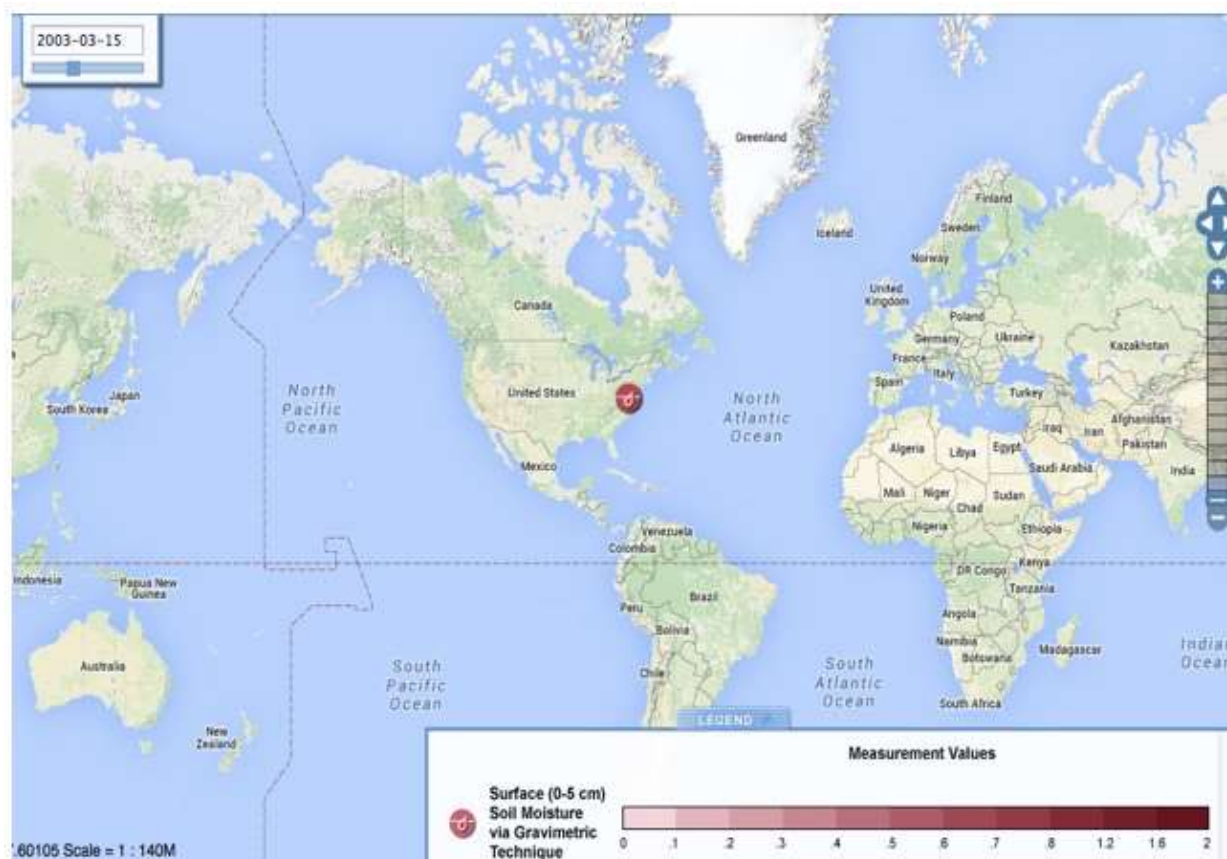 2003-03-15
Greenland
Finland
Iceland
Sweden
Norway
United
Kingdom
Canada
Poland
Germany
Ukraine
Kazakhstan
France
Italy
Spain
Turkey
North
Pacific
Ocean
United States
North
Atlantic
Ocean
Japan
South Korea
Afghanistan
Iraq
Iran
Pakistan
Algeria
Libya
Egypt
Saudi Arabia
India
Mexico
Mali
Niger
Chad
Sudan
Nigeria
Ethiopia
Venezuela
Colombia
Kenya
DR Congo
Tanzania
Indonesia
Papua New
Guinea
Peru
Brazil
Bolivia
Angola
Namibia
Botswana
Madagascar
Australia
South
Pacific
Ocean
Chile
South
Atlantic
Ocean
South Africa
Indian
Ocean
New
Zealand
LEGEND
Measurement Values
Surface (0-5 cm)
Soil Moisture
via Gravimetric
Technique
0 .1 .2 .3 .4 .5 .6 .7 .8 1.2 1.6 2
.60105 Scale = 1 : 140M